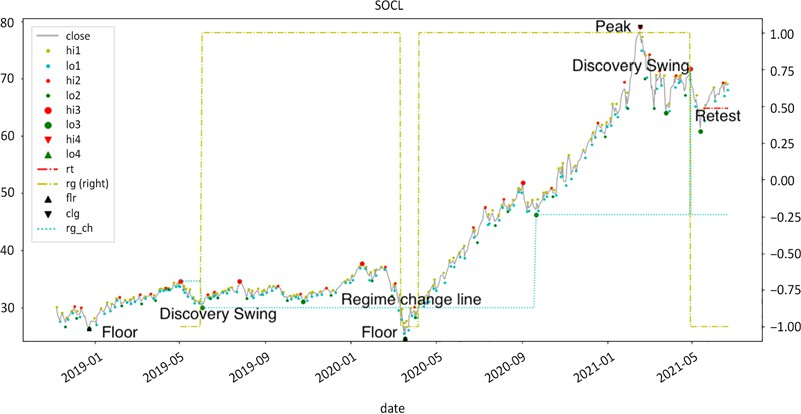 SOCL
80
70
60
50
40
30
close
hi1
lo1
hi2
lo2
hi3
lo3
hi4
lo4
rt
rg (right)
flr
clg
rg_ch
Peak
Discovery Swing
Retest
Regime change line
Discovery Swing
Floor
Floor
1.00
0.75
0.50
0.25
0.00
−0.25
−0.50
−0.75
−1.00
2019-01
2019-05
2019-09
2020-01
2020-05
2020-09
2021-01
2021-05
date